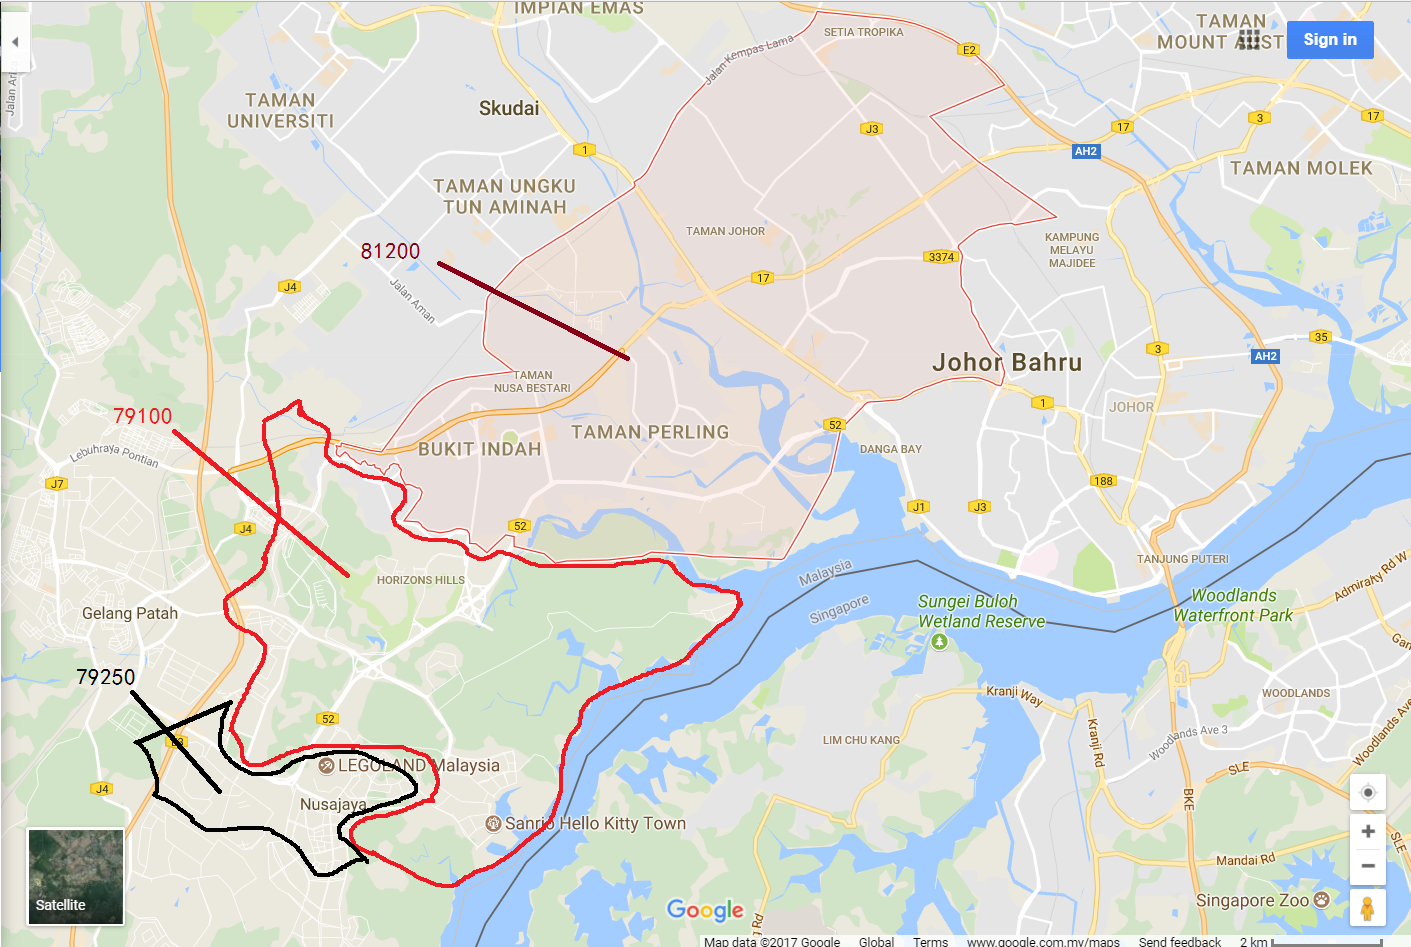 IMPIAN EMAS
SETIA TROPIKA
TAMAN
MOUNT AUST
Sign in
Jalan Kempas Lama
E2
Jalan Ari
TAMAN
UNIVERSITI
Skudai
J3
17
3
17
1
AH2
TAMAN MOLEK
TAMAN UNGKU
TUN AMINAH
81200
TAMAN JOHOR
KAMPUNG
MELAYU
MAJIDEE
3374
J4
Jalan Aman
17
35
3
AH2
Johor Bahru
TAMAN
NUSA BESTARI
1
JOHOR
79100
52
TAMAN PERLING
BUKIT INDAH
DANGA BAY
Lebuhraya Pontian
J7
188
J1
J3
J4
52
TANJUNG PUTERI
Malaysia
Singapore
HORIZONS HILLS
Admiralty Rd W
Woodlands
Waterfront Park
Sungei Buloh
Wetland Reserve
Gelang Patah
79250
Kranji Way
WOODLANDS
Kranji Rd
Woodlands Ave 3
Woodlands
52
E3
LIM CHU KANG
LEGOLAND Malaysia
SLE
BKE
J4
Nusajaya
Sanrio Hello Kitty Town
SLE
Mandai Rd
Satellite
Google
Singapore Zoo
Map data ©2017 Google Global Terms www.google.com.my/maps Send feedback 2 km